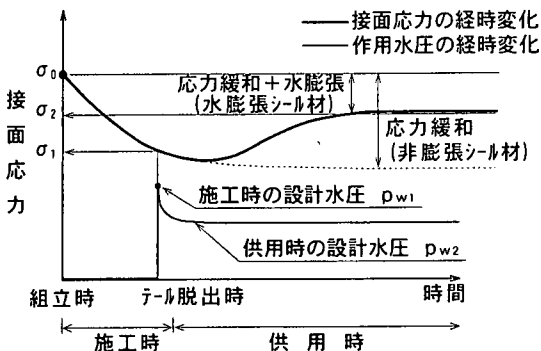 接面応力の経時変化
作用水圧の経時変化
σ0
応力緩和+水膨張
(水膨張シール材)
σ2
応力緩和
(非膨張シール材)
σ1
接面応力
施工時の設計水圧 pw1
供用時の設計水圧 pw2
組立時
テール脱出時
時間
施工時
供用時